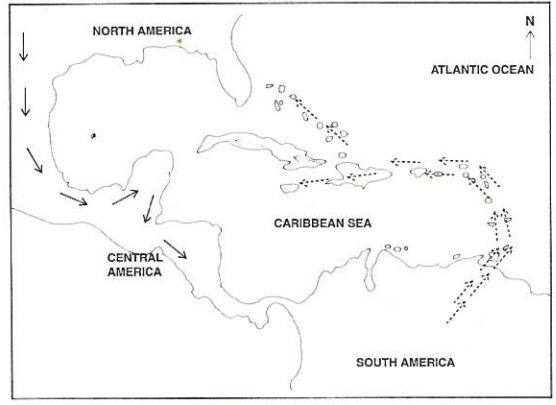 NORTH AMERICA
N
ATLANTIC OCEAN
CARIBBEAN SEA
CENTRAL
AMERICA
SOUTH AMERICA